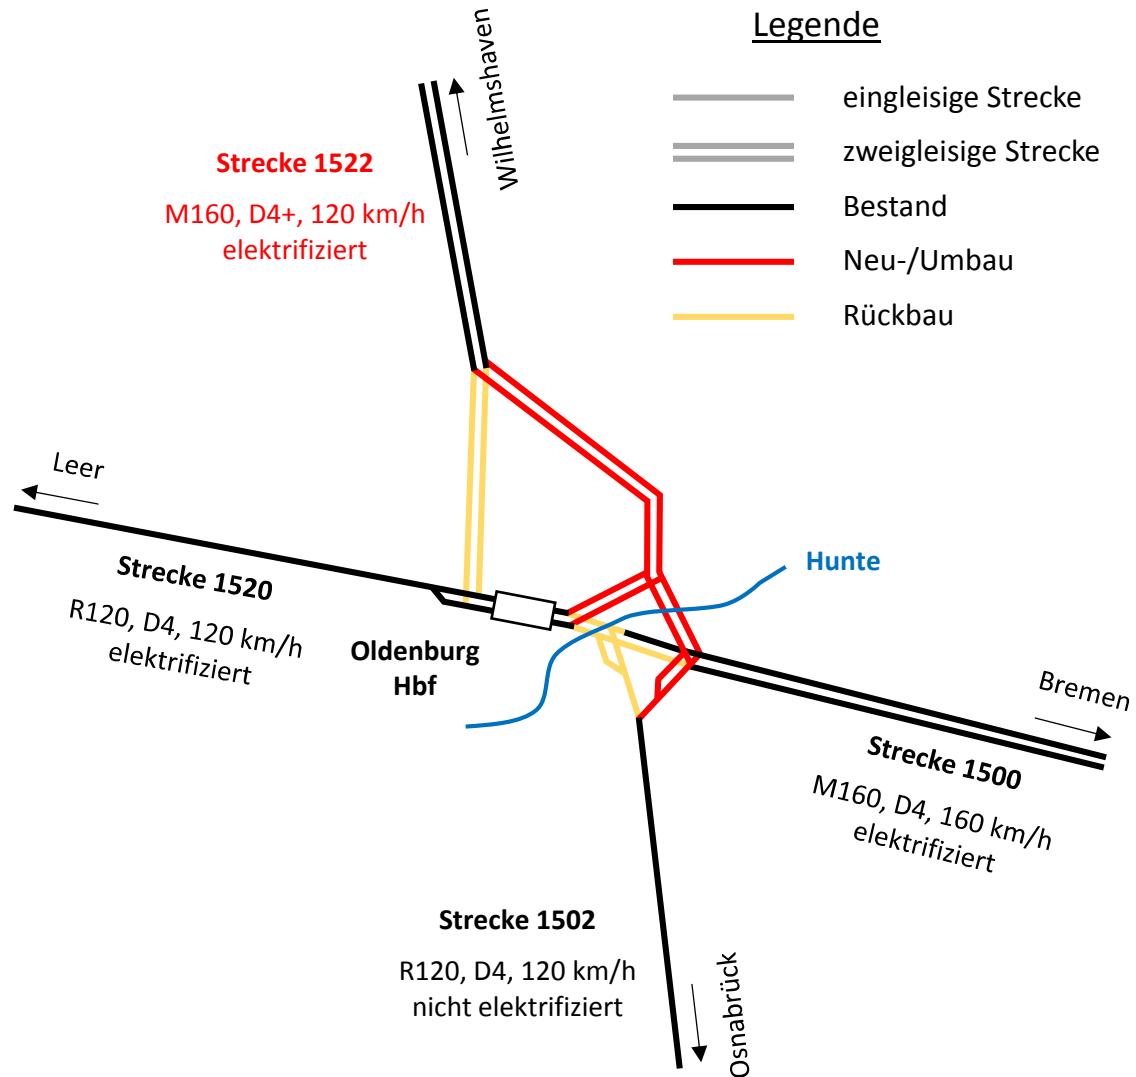 Legende
eingleisige Strecke
zweigleisige Strecke
Bestand
Neu-/Umbau
Rückbau
Wilhelmshaven
Strecke 1522
M160, D4+, 120 km/h
elektrifiziert
Leer
Strecke 1520
R120, D4, 120 km/h
elektrifiziert
Hunte
Oldenburg
Hbf
Bremen
Strecke 1500
M160, D4, 160 km/h
elektrifiziert
Strecke 1502
R120, D4, 120 km/h
nicht elektrifiziert
Osnabrück